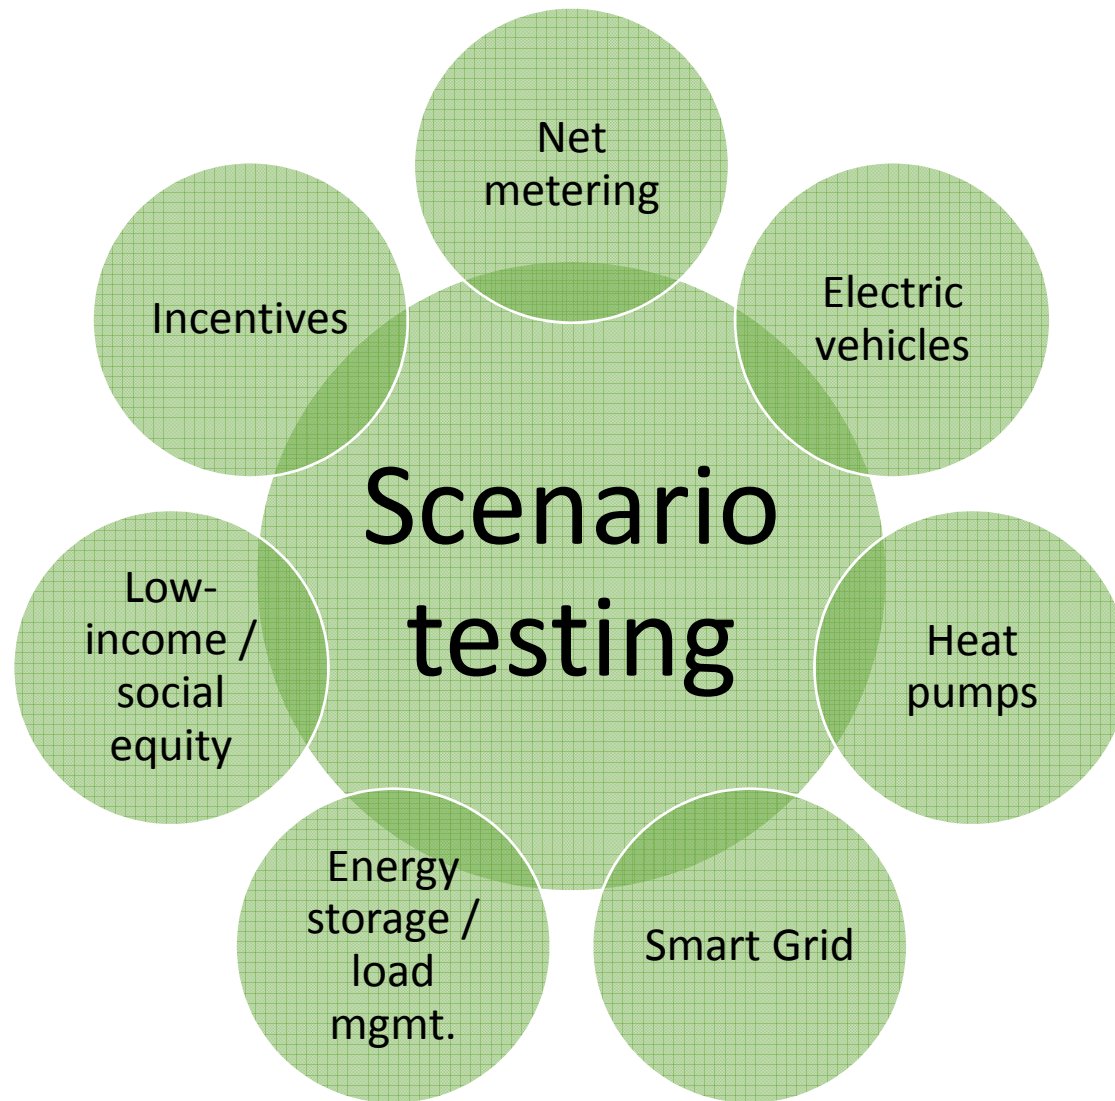 Net
metering
Electric
vehicles
Heat
pumps
Smart Grid
Energy
storage /
load
mgmt.
Low-
income /
social
equity
Incentives
Scenario
testing